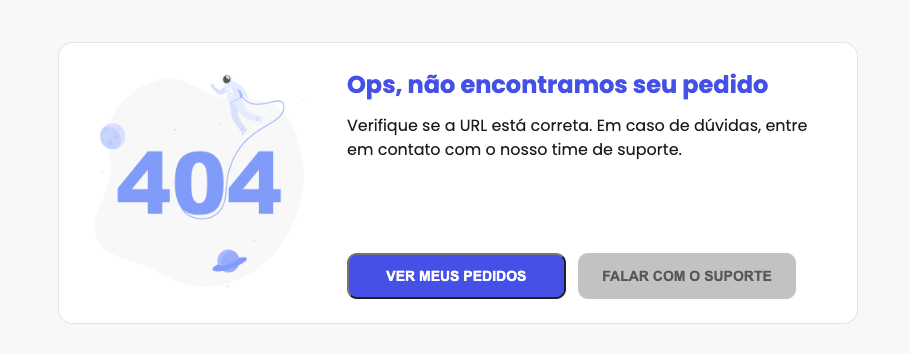 404
Ops, não encontramos seu pedido
Verifique se a URL está correta. Em caso de dúvidas, entre
em contato com o nosso time de suporte.
VER MEUS PEDIDOS
FALAR COM O SUPORTE